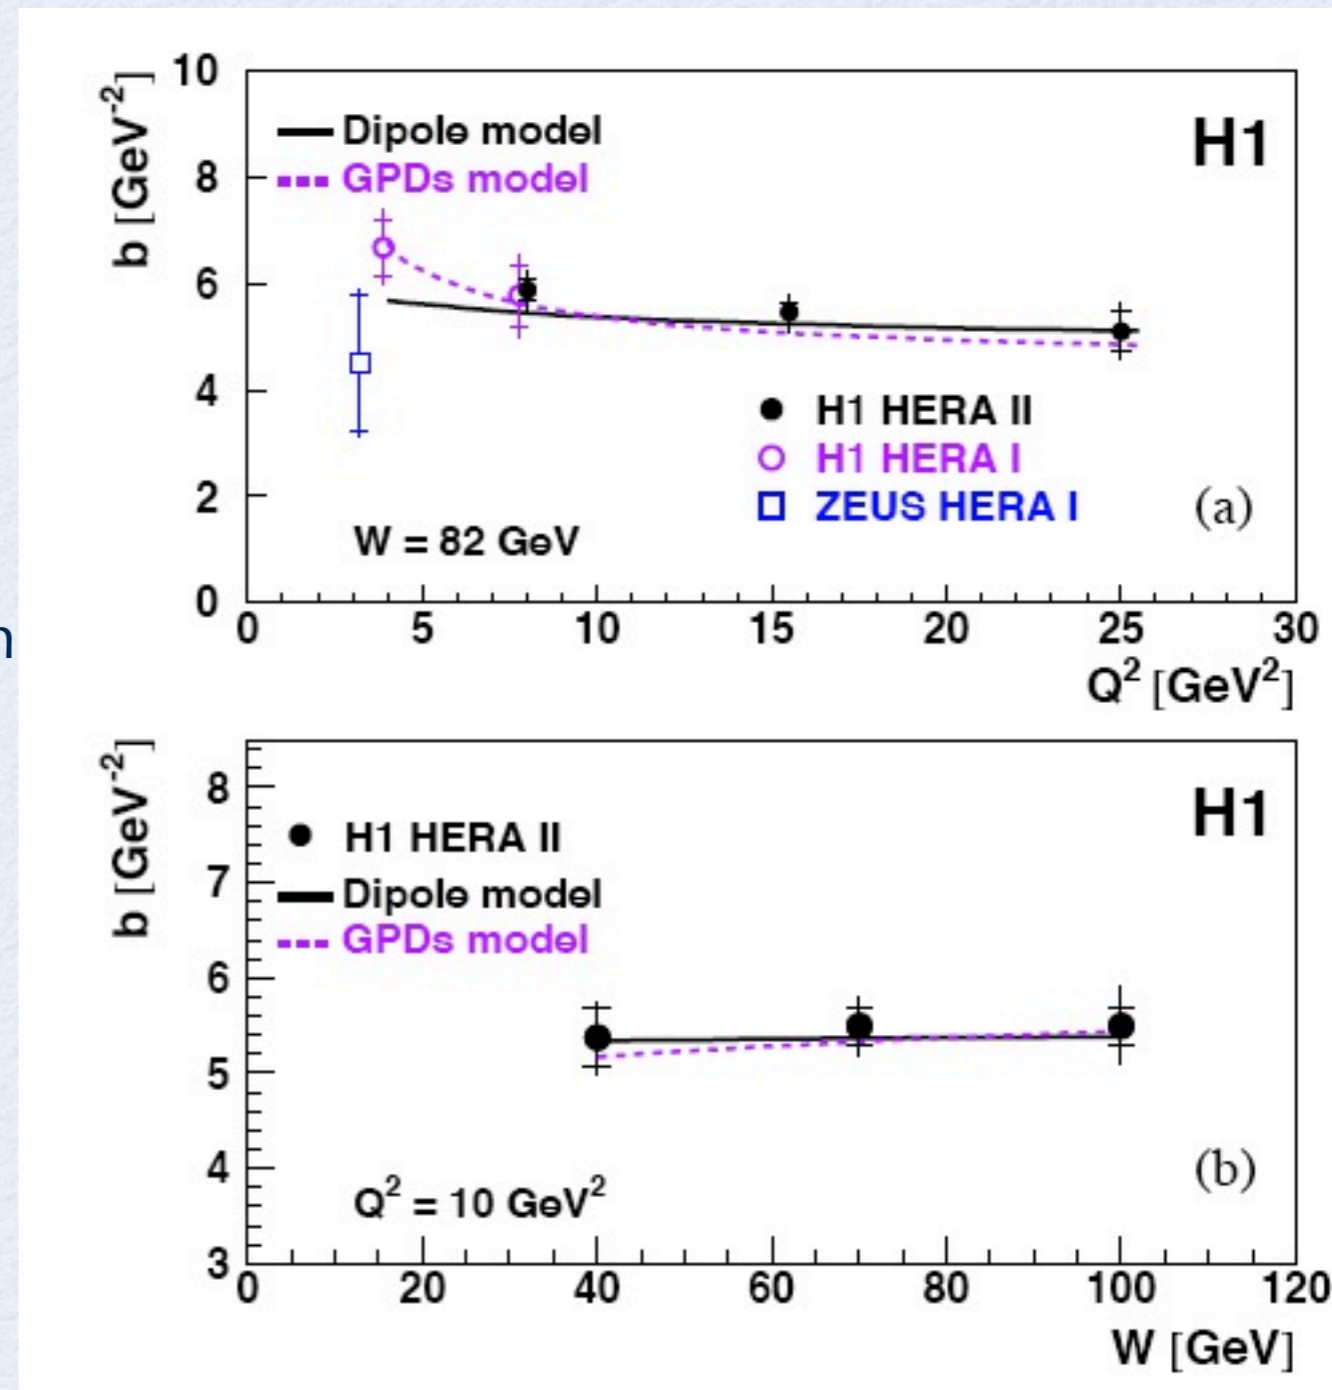 10
8
6
4
2
0
b [GeV⁻²]
Dipole model
GPDs model
H1
H1 HERA II
H1 HERA I
ZEUS HERA I
(a)
W = 82 GeV
0 5 10 15 20 25 30
Q² [GeV²]
n
8
7
6
5
4
3
b [GeV⁻²]
H1 HERA II
Dipole model
GPDs model
H1
(b)
Q² = 10 GeV²
0 20 40 60 80 100 120
W [GeV]